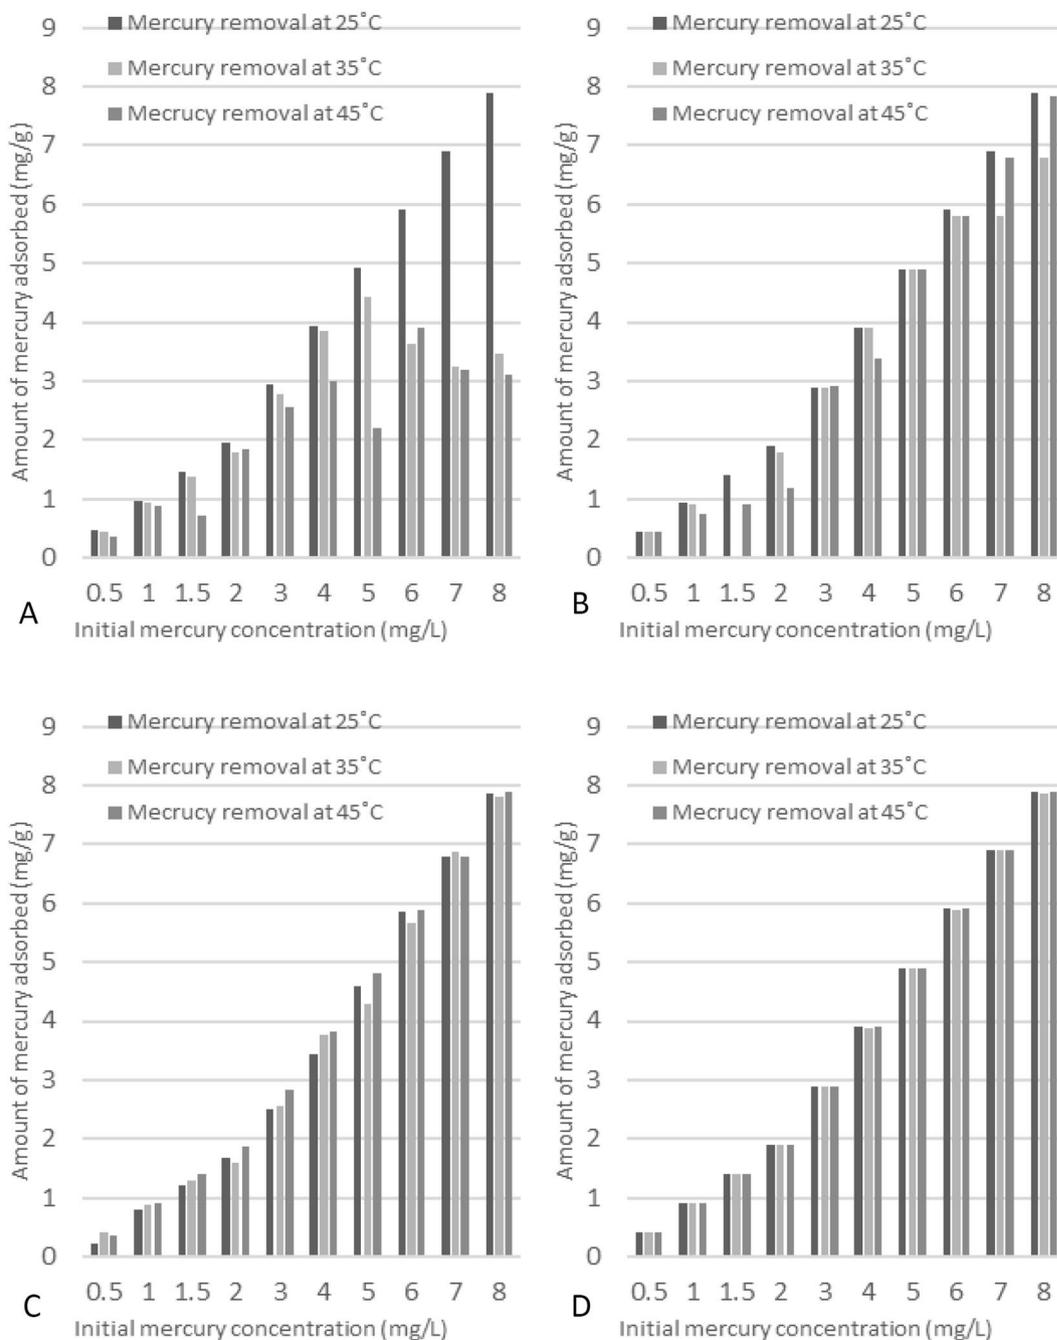 9
Mercury removal at 25˚C
8
Mercury removal at 35˚C
7
Mecrucy removal at 45˚C
6
5
4
3
2
1
0
Amount of mercury adsorbed (mg/g)
0.5 1 1.5 2 3 4 5 6 7 8
A
Initial mercury concentration (mg/L)
9
Mercury removal at 25˚C
8
Mercury removal at 35˚C
7
Mecrucy removal at 45˚C
6
5
4
3
2
1
0
Amount of mercury adsorbed (mg/g)
0.5 1 1.5 2 3 4 5 6 7 8
B
Initial mercury concentration (mg/L)
9
Mercury removal at 25˚C
8
Mercury removal at 35˚C
7
Mecrucy removal at 45˚C
6
5
4
3
2
1
0
Amount of mercury adsorbed (mg/g)
0.5 1 1.5 2 3 4 5 6 7 8
C
Initial mercury concentration (mg/L)
9
Mercury removal at 25˚C
8
Mercury removal at 35˚C
7
Mecrucy removal at 45˚C
6
5
4
3
2
1
0
Amount of mercury adsorbed (mg/g)
0.5 1 1.5 2 3 4 5 6 7 8
D
Initial mercury concentration (mg/L)